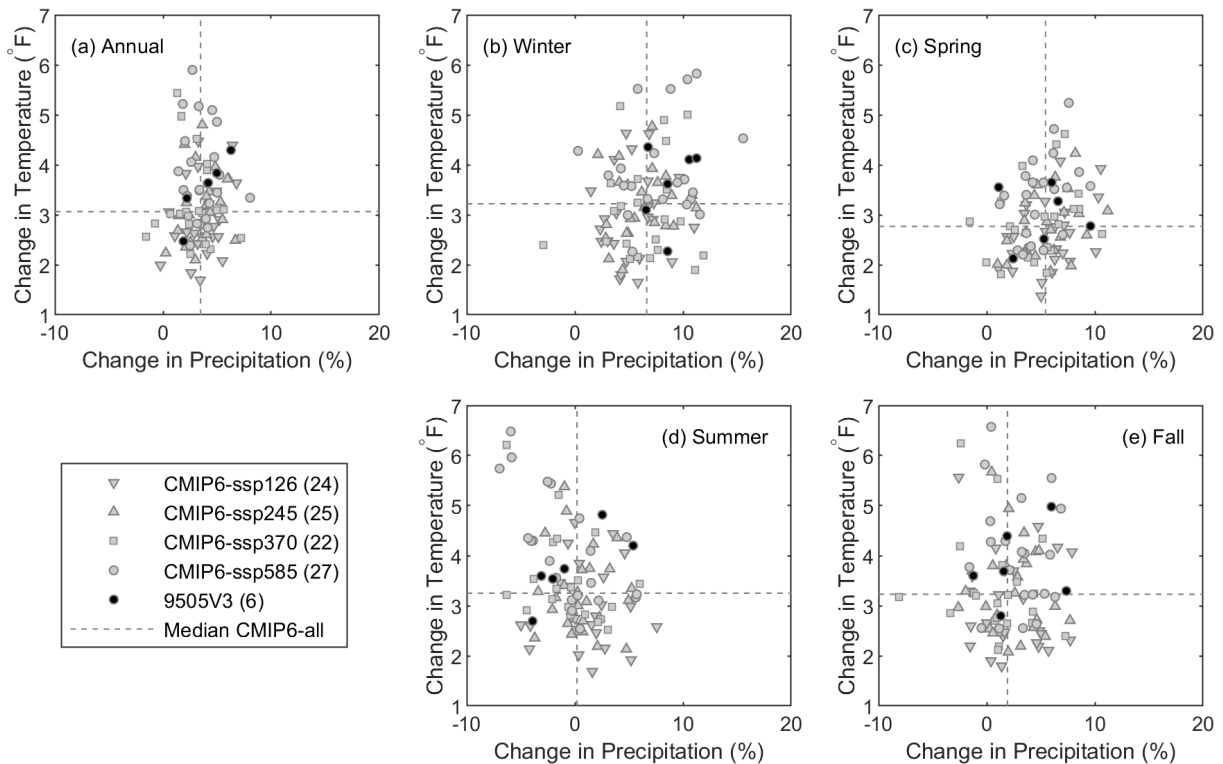 (a) Annual
Change in Temperature (°F)
7
6
5
4
3
2
1
-10
0
10
20
Change in Precipitation (%)
(b) Winter
Change in Temperature (°F)
7
6
5
4
3
2
1
-10
0
10
20
Change in Precipitation (%)
(c) Spring
Change in Temperature (°F)
7
6
5
4
3
2
1
-10
0
10
20
Change in Precipitation (%)
CMIP6-ssp126 (24)
CMIP6-ssp245 (25)
CMIP6-ssp370 (22)
CMIP6-ssp585 (27)
9505V3 (6)
Median CMIP6-all
(d) Summer
Change in Temperature (°F)
7
6
5
4
3
2
1
-10
0
10
20
Change in Precipitation (%)
(e) Fall
Change in Temperature (°F)
7
6
5
4
3
2
1
-10
0
10
20
Change in Precipitation (%)